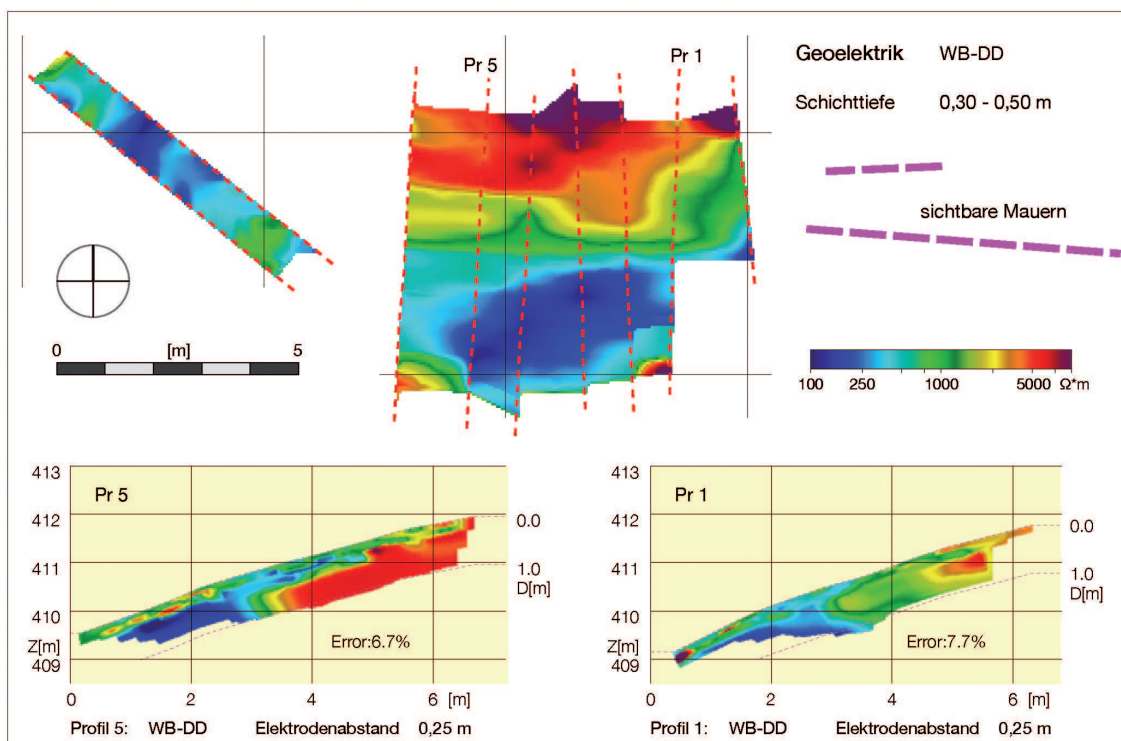 Pr 5
Pr 1
Geoelektrik WB-DD
Schichttiefe 0,30 - 0,50 m
sichtbare Mauern
0 [m] 5
100 250 1000 5000 Ω*m
413
412
411
410
Z[m]
409
Pr 5
0.0
1.0
D[m]
Error:6.7%
0 2 4 6 [m]
Profil 5: WB-DD Elektrodenabstand 0,25 m
413
412
411
410
Z[m]
409
Pr 1
0.0
1.0
D[m]
Error:7.7%
0 2 4 6 [m]
Profil 1: WB-DD Elektrodenabstand 0,25 m